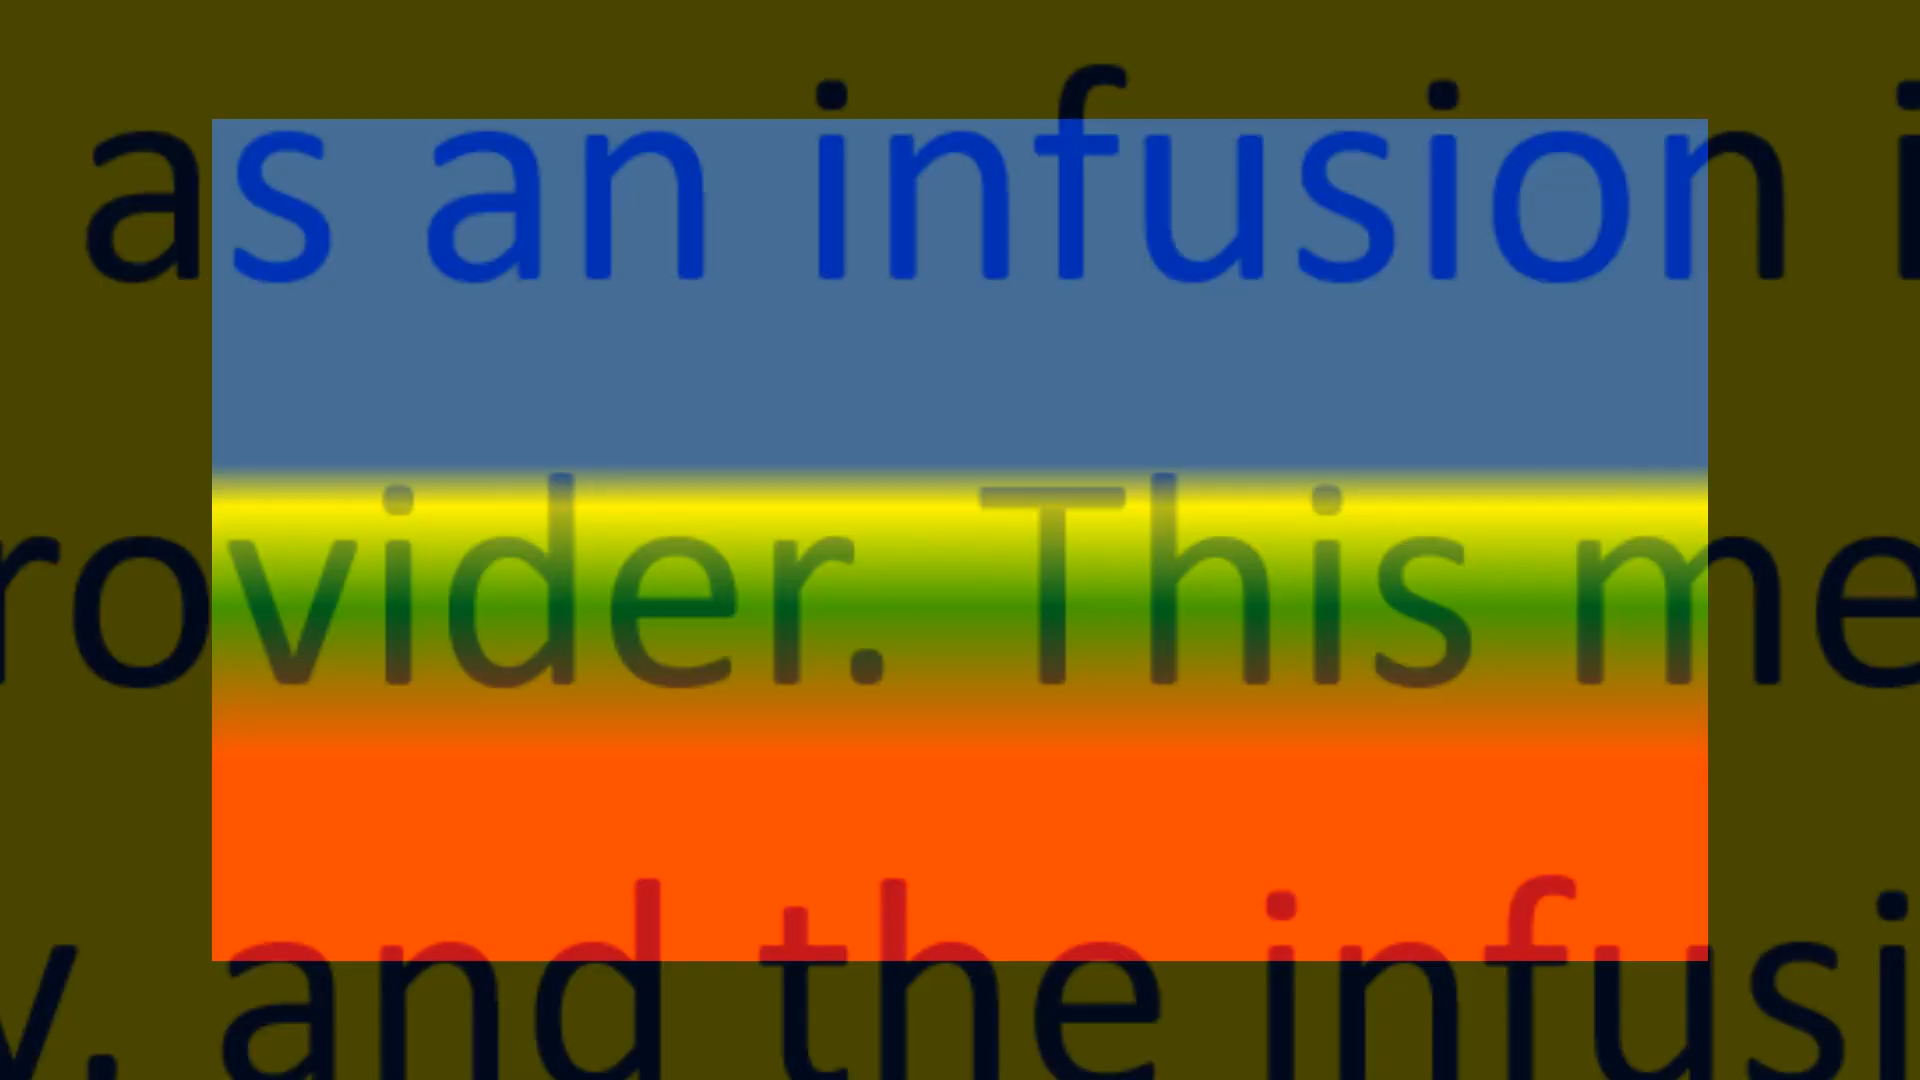 as an infusion i
rovider. This me
y, and the infusi